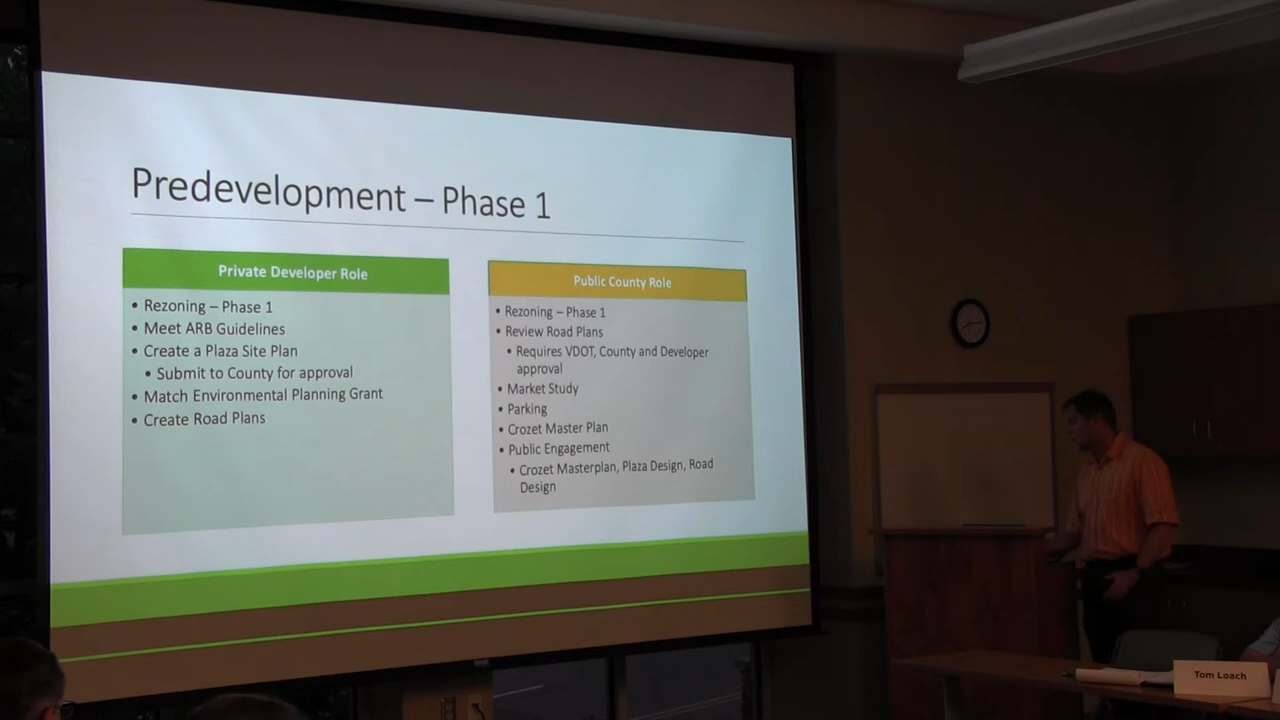 Predevelopment – Phase 1
Private Developer Role
• Rezoning – Phase 1
• Meet ARB Guidelines
• Create a Plaza Site Plan
• Submit to County for approval
• Match Environmental Planning Grant
• Create Road Plans
Public County Role
• Rezoning – Phase 1
• Review Road Plans
• Requires VDOT, County and Developer
approval
• Market Study
• Parking
• Crozet Master Plan
• Public Engagement
• Crozet Masterplan, Plaza Design, Road
Design
Tom Loach